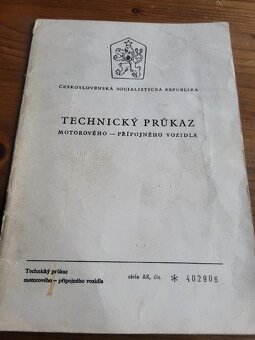 ČESKOSLOVENSKÁ SOCIALISTICKÁ REPUBLIKA
TECHNICKÝ PRŮKAZ
MOTOROVÉHO — PŘÍPOJNÉHO VOZIDLA
Technický průkaz
motorového – přípojného vozidla
série AK, čís. * 402906